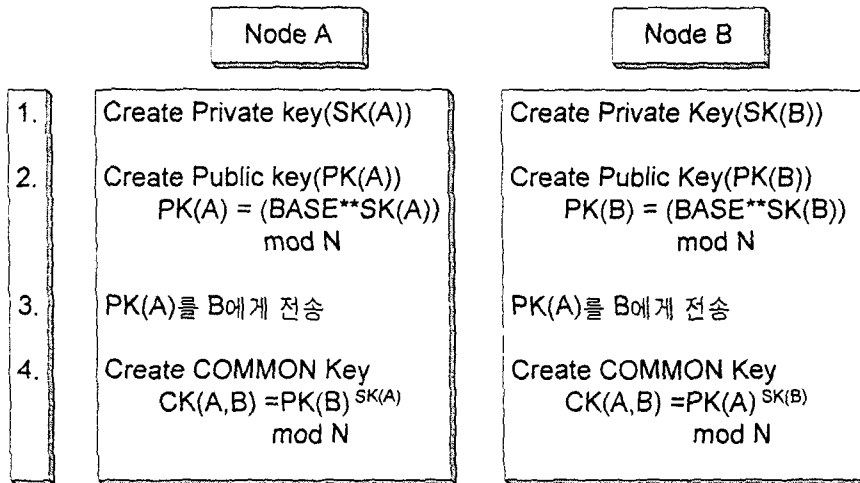 Node A
Node B
1.
Create Private key(SK(A))
Create Private Key(SK(B))
2.
Create Public key(PK(A))
PK(A) = (BASE**SK(A))
mod N
Create Public Key(PK(B))
PK(B) = (BASE**SK(B))
mod N
3.
PK(A)를 B에게 전송
PK(A)를 B에게 전송
4.
Create COMMON Key
CK(A,B) =PK(B) SK(A)
mod N
Create COMMON Key
CK(A,B) =PK(A) SK(B)
mod N